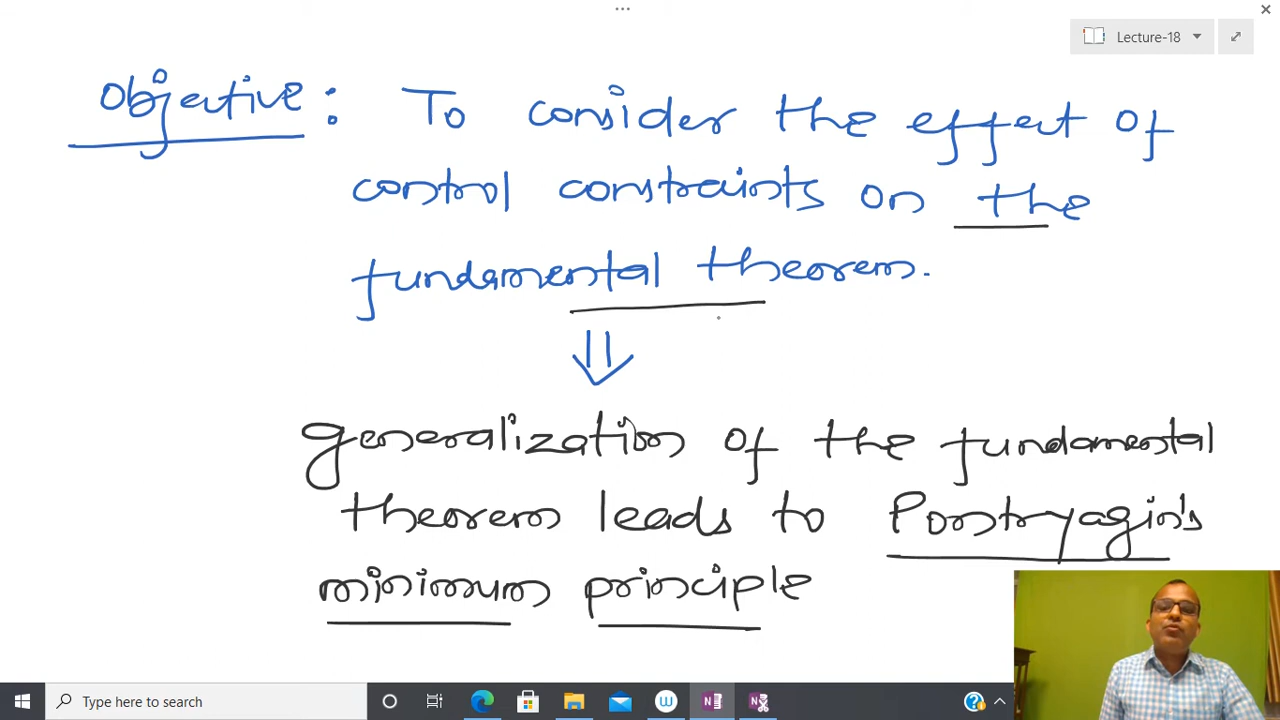 Lecture-18
Objective: To consider the effect of
control constraints on the
fundamental theorem.
generalization of the fundamental
theorem leads to Pontryagin's
minimum principle
Type here to search